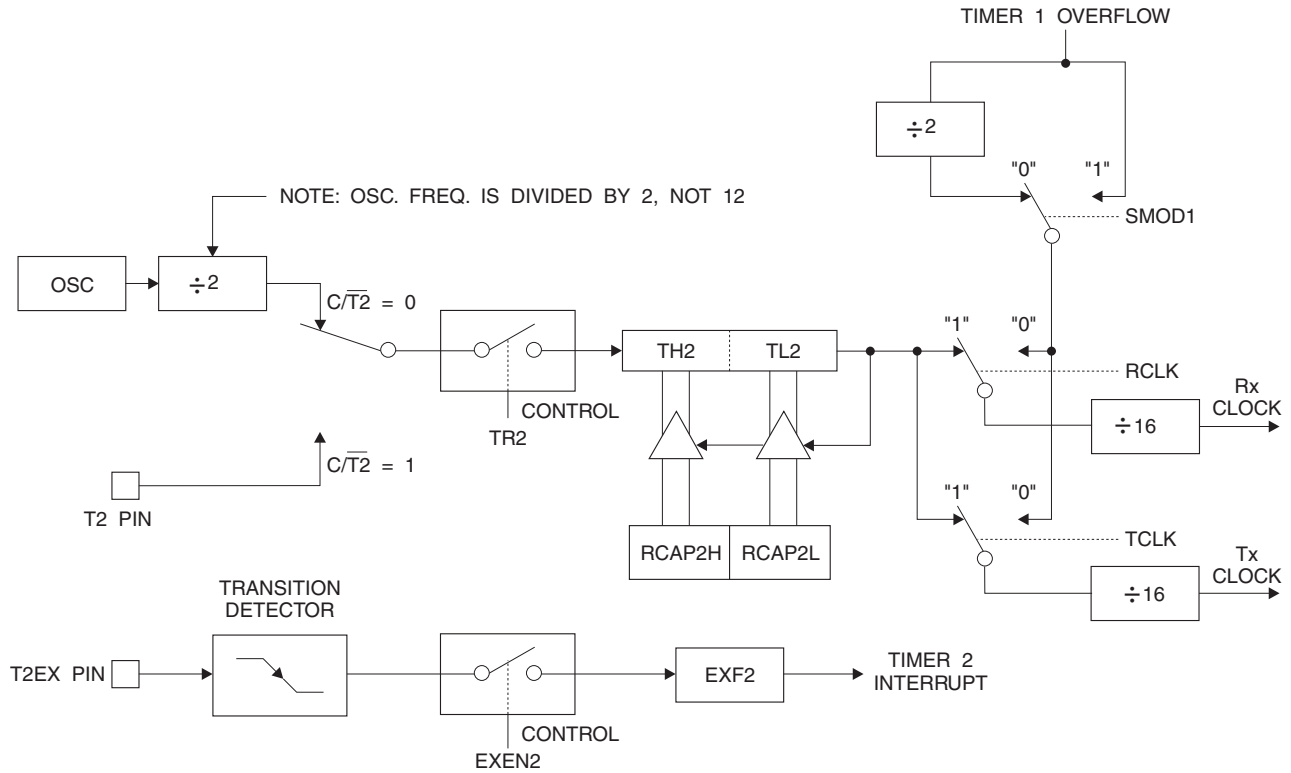 TIMER 1 OVERFLOW
÷2
"0" "1"
NOTE: OSC. FREQ. IS DIVIDED BY 2, NOT 12
SMOD1
OSC
÷2
C/T̅2̅ = 0
"1" "0"
TH2 TL2
RCLK
Rx
CLOCK
CONTROL
TR2
÷16
C/T̅2̅ = 1
T2 PIN
"1" "0"
RCAP2H RCAP2L
TCLK
Tx
CLOCK
÷16
TRANSITION
DETECTOR
T2EX PIN
EXF2
TIMER 2
INTERRUPT
CONTROL
EXEN2